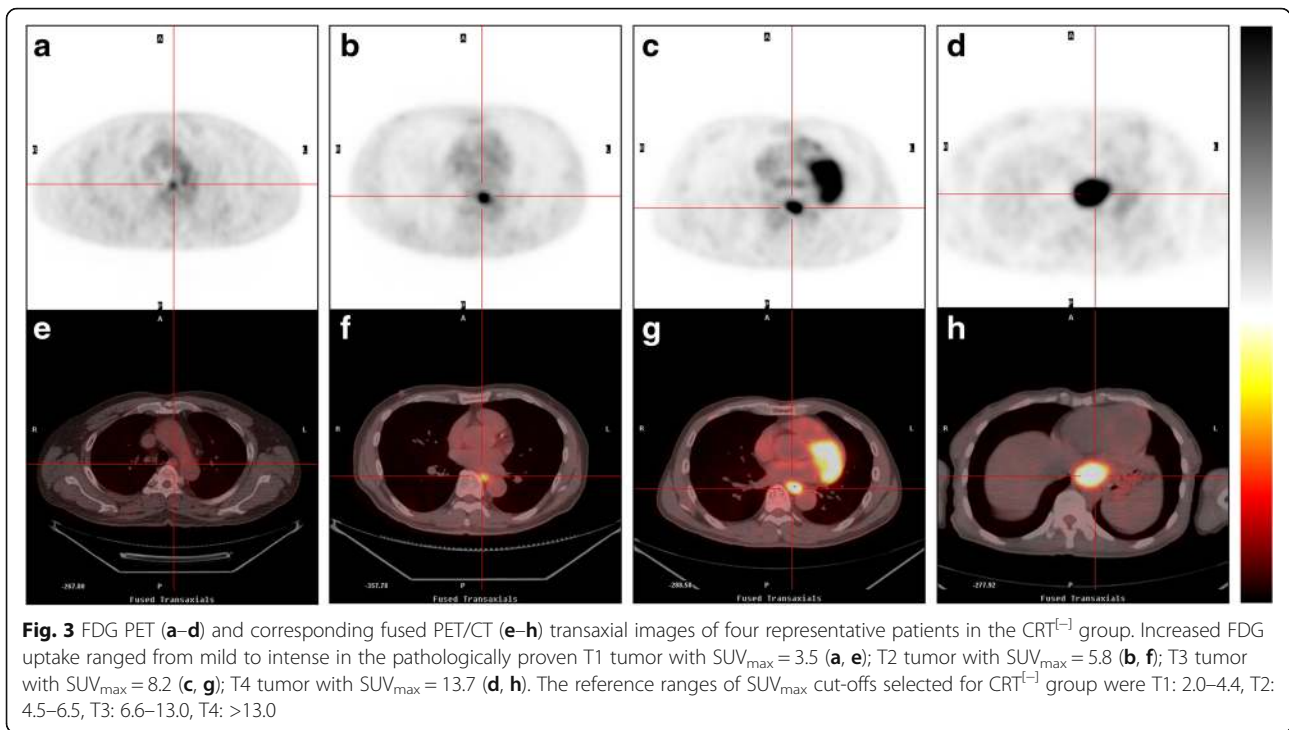 a
b
c
d
A
A
A
A
e
f
g
h
A
A
A
A
R
L
R
L
R
L
R
L
-357.78
-277.92
P
P
P
P
Fused Transaxials
Fused Transaxials
Fused Transaxials
Fused Transaxials
Fig. 3 FDG PET (a–d) and corresponding fused PET/CT (e–h) transaxial images of four representative patients in the CRT[−] group. Increased FDG
uptake ranged from mild to intense in the pathologically proven T1 tumor with SUVmax = 3.5 (a, e); T2 tumor with SUVmax = 5.8 (b, f); T3 tumor
with SUVmax = 8.2 (c, g); T4 tumor with SUVmax = 13.7 (d, h). The reference ranges of SUVmax cut-offs selected for CRT[−] group were T1: 2.0–4.4, T2:
4.5–6.5, T3: 6.6–13.0, T4: >13.0